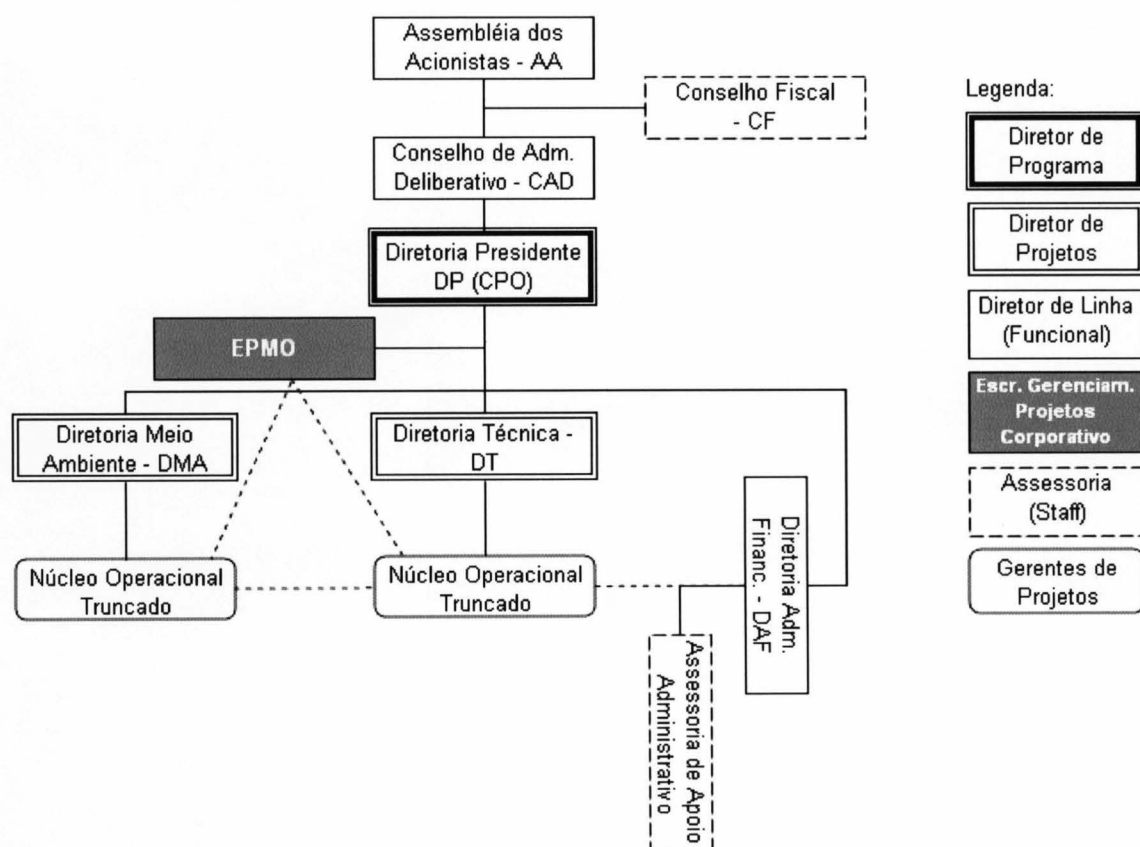 Assembléia dos
Acionistas - AA
Conselho Fiscal
- CF
Conselho de Adm.
Deliberativo - CAD
Diretoria Presidente
DP (CPO)
EPMO
Diretoria Meio
Ambiente - DMA
Diretoria Técnica -
DT
Diretoria Adm.
Financ. - DAF
Núcleo Operacional
Truncado
Núcleo Operacional
Truncado
Assessoria de Apoio
Administrativo
Legenda:
Diretor de
Programa
Diretor de
Projetos
Diretor de Linha
(Funcional)
Escr. Gerenciam.
Projetos
Corporativo
Assessoria
(Staff)
Gerentes de
Projetos